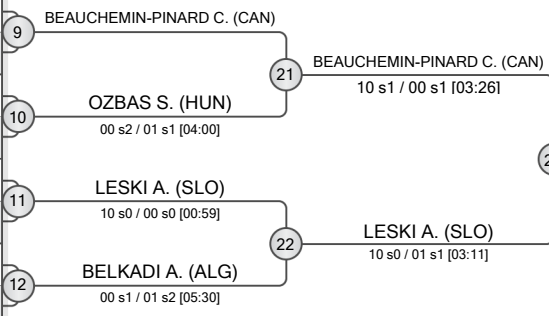 BEAUCHEMIN-PINARD C. (CAN)
9
21
BEAUCHEMIN-PINARD C. (CAN)
10 s1 / 00 s1 [03:26]
OZBAS S. (HUN)
10
00 s2 / 01 s1 [04:00]
LESKI A. (SLO)
11
10 s0 / 00 s0 [00:59]
22
LESKI A. (SLO)
10 s0 / 01 s1 [03:11]
BELKADI A. (ALG)
12
00 s1 / 01 s2 [05:30]